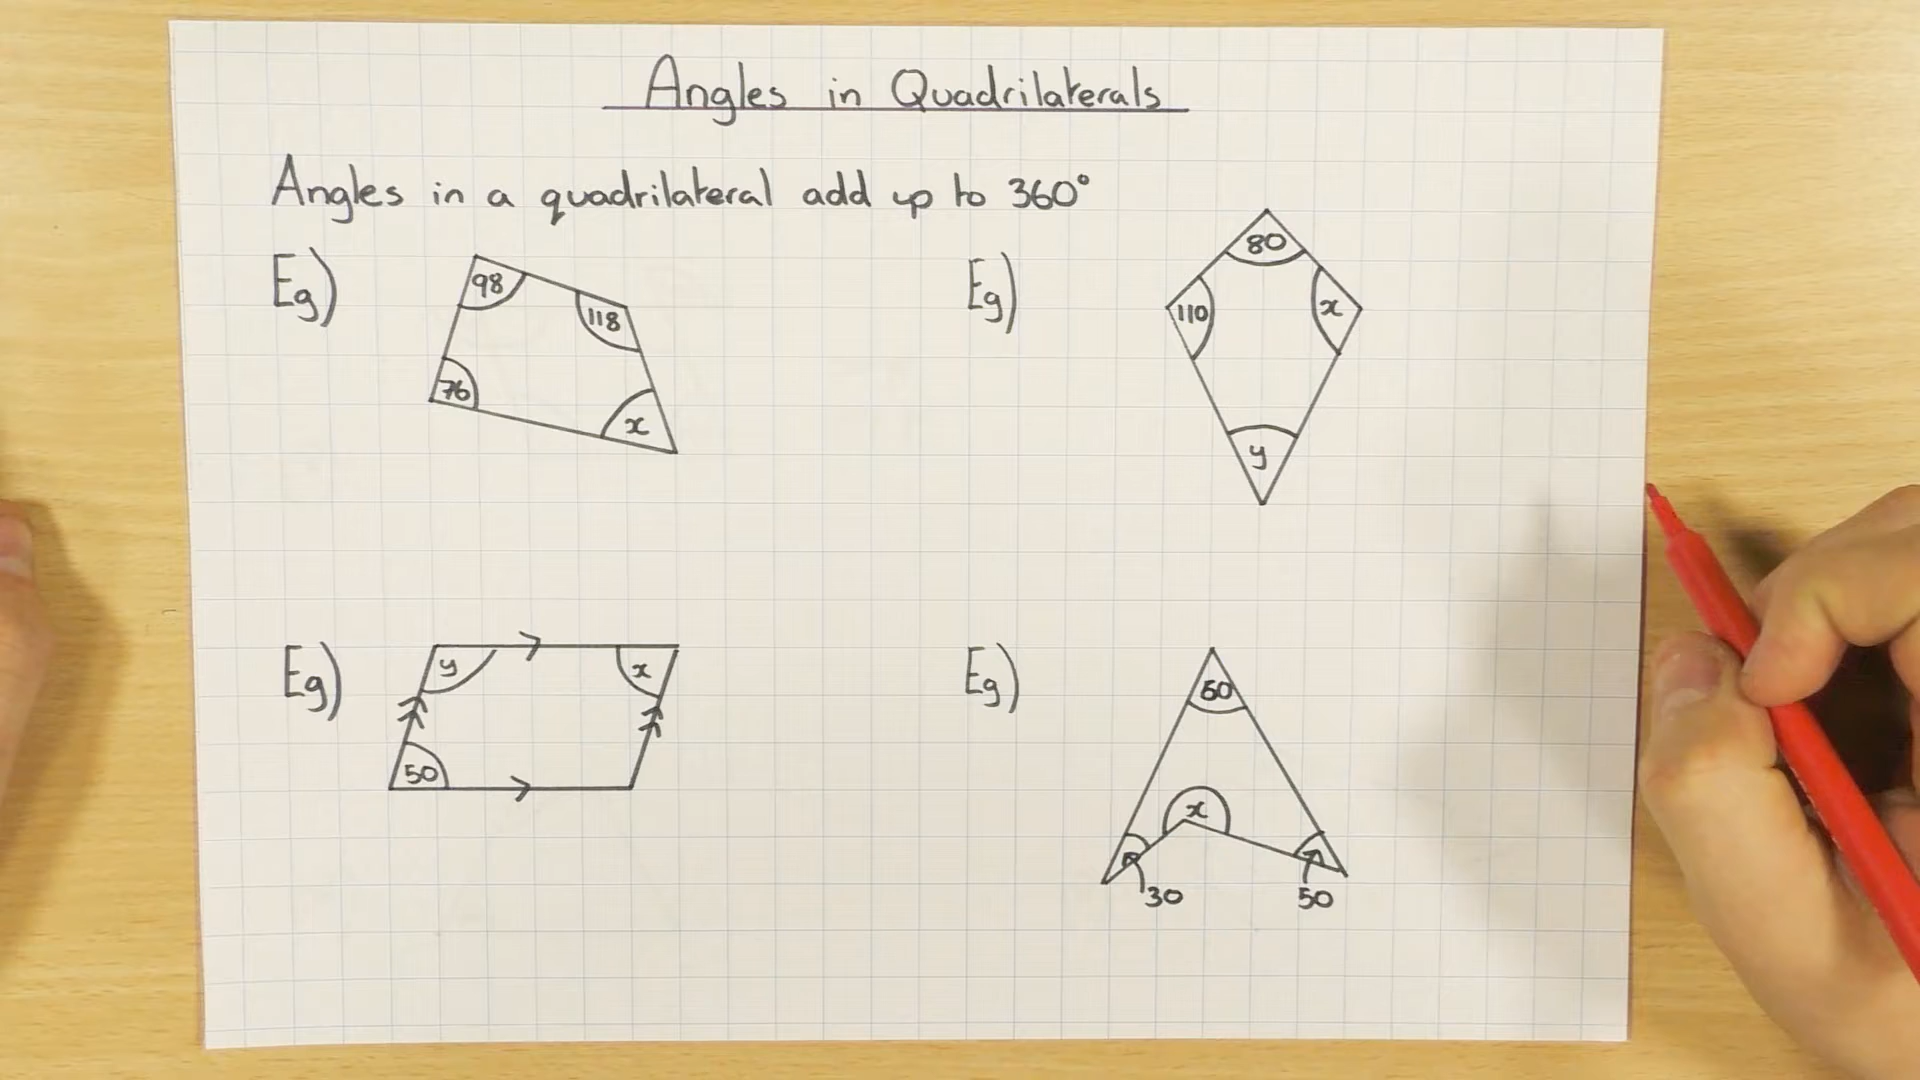 Angles in Quadrilaterals
Angles in a quadrilateral add up to 360°
Eg)
98
118
76
x
Eg)
80
110
x
y
Eg)
y
x
50
Eg)
60
x
30
50